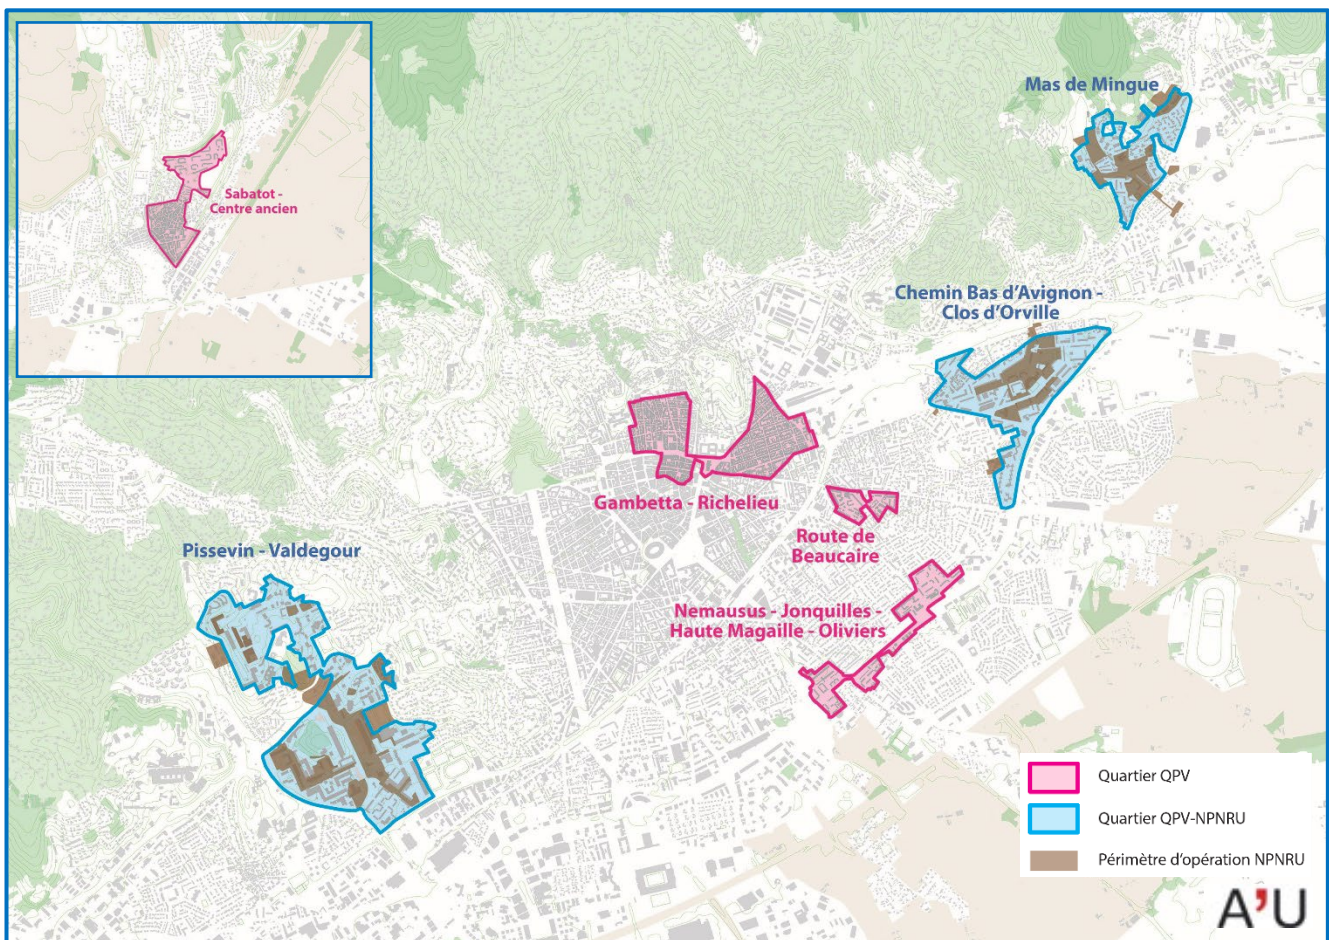 Sabatot -
Centre ancien
Mas de Mingue
Chemin Bas d'Avignon -
Clos d'Orville
Gambetta - Richelieu
Route de
Beaucaire
Pissevin - Valdegour
Nemausus - Jonquilles -
Haute Magaille - Oliviers
Quartier QPV
Quartier QPV-NPNRU
Périmètre d'opération NPNRU
A'U